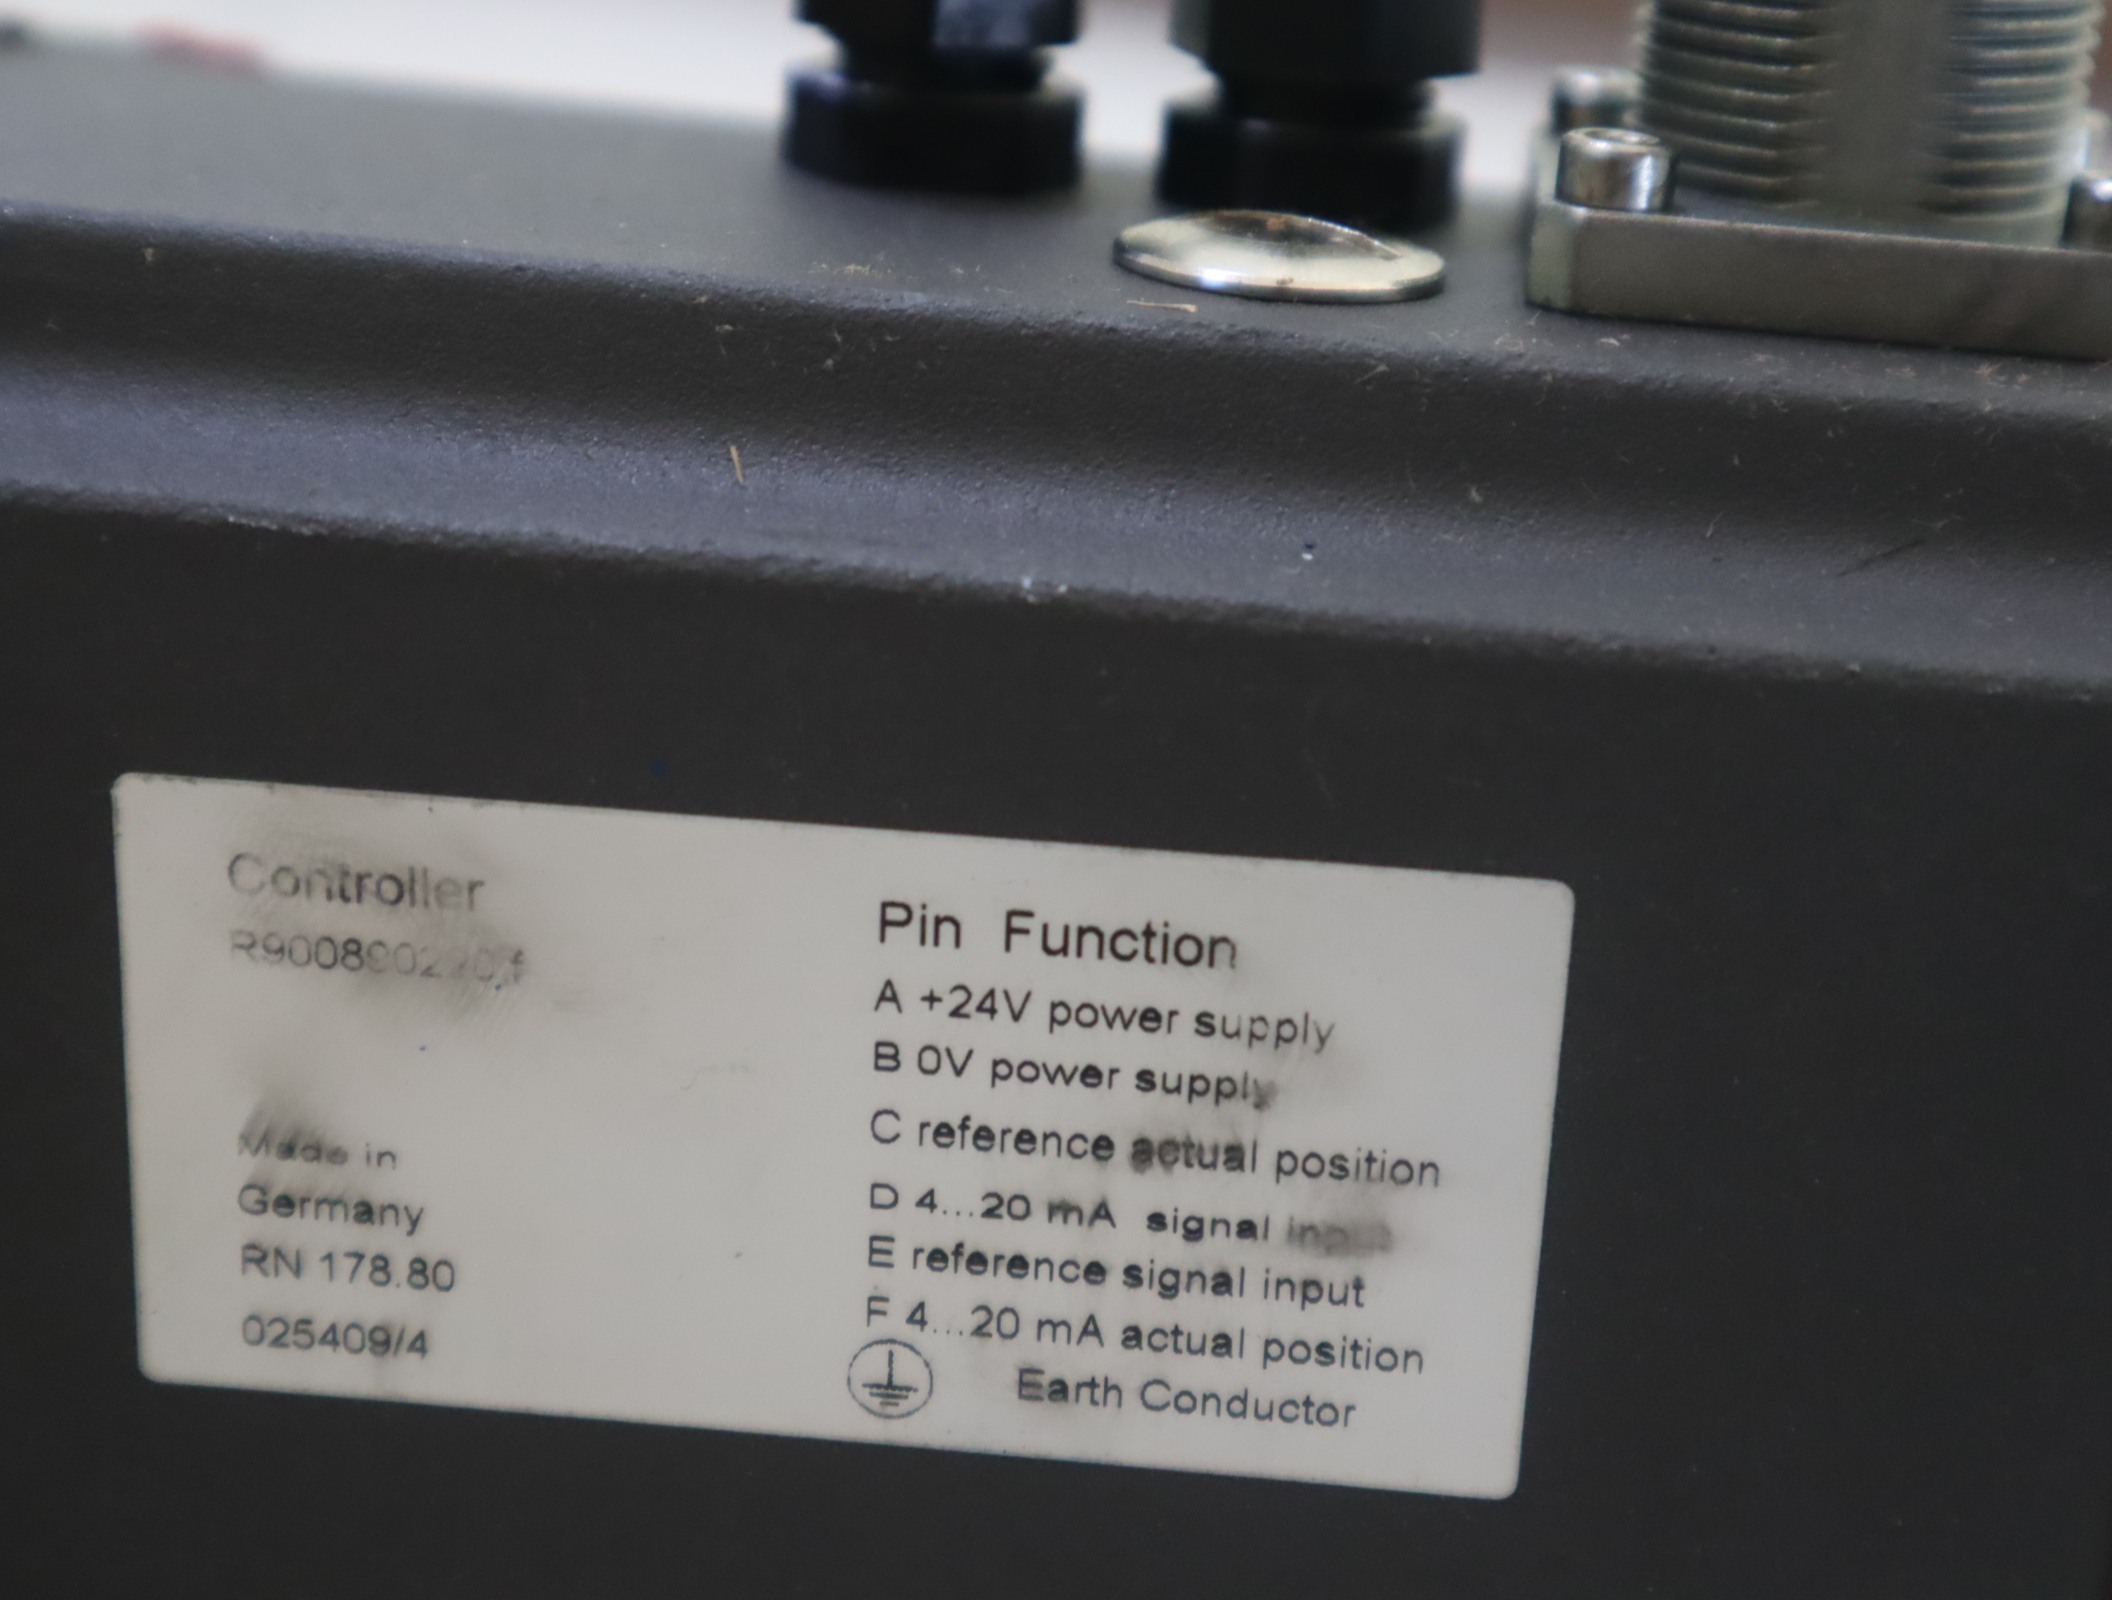 Controller
Made in
Germany
RN 178.80
025409/4
Pin Function
A +24V power supply
B 0V power supply
C reference actual position
D 4...20 mA signal input
E reference signal input
F 4...20 mA actual position
Earth Conductor